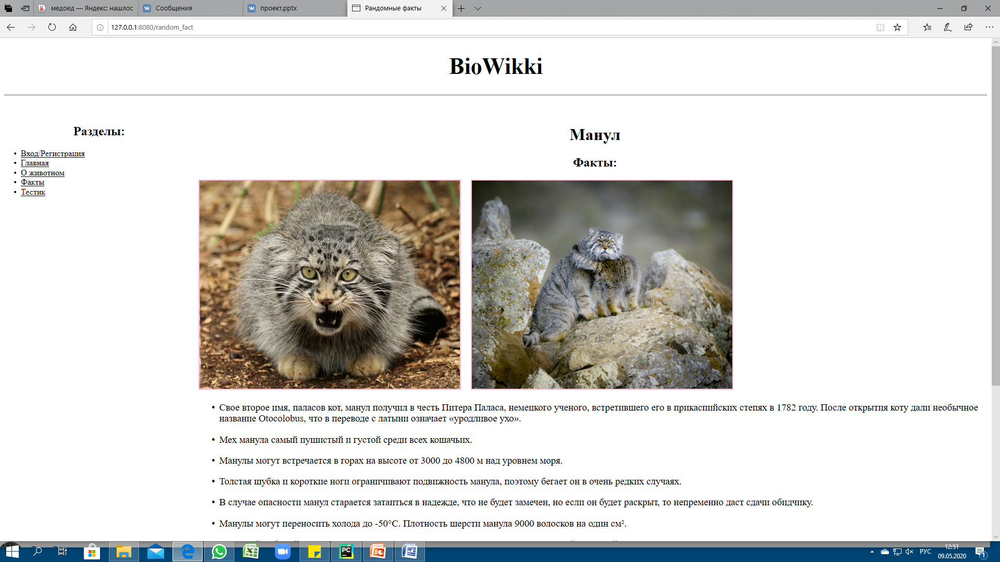 медоед — Яндекс: нашлос
Сообщения
проект.pptx
Рандомные факты
127.0.0.1:8080/random_fact
BioWikki
Разделы:
• Вход/Регистрация
• Главная
• О животном
• Факты
• Тестик
Манул
Факты:
• Свое второе имя, паласов кот, манул получил в честь Питера Паласа, немецкого ученого, встретившего его в прикаспийских степях в 1782 году. После открытия коту дали необычное
название Otocolobus, что в переводе с латыни означает «уродливое ухо».
• Мех манула самый пушистый и густой среди всех кошачьих.
• Манулы могут встречается в горах на высоте от 3000 до 4800 м над уровнем моря.
• Толстая шубка и короткие ноги ограничивают подвижность манула, поэтому бегает он в очень редких случаях.
• В случае опасности манул старается затаиться в надежде, что не будет замечен, но если он будет раскрыт, то непременно даст сдачи обидчику.
• Манулы могут переносить холода до -50°C. Плотность шерсти манула 9000 волосков на один см².
РУС
12:51
09.05.2020
1